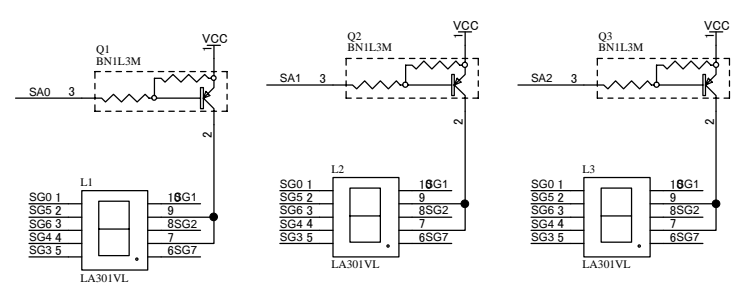 VCC
1
Q1
BN1L3M
SA0 3
2
L1
SG0 1
SG5 2
SG6 3
SG4 4
SG3 5
10 SG1
9
8 SG2
7
6 SG7
LA301VL
VCC
1
Q2
BN1L3M
SA1 3
2
L2
SG0 1
SG5 2
SG6 3
SG4 4
SG3 5
10 SG1
9
8 SG2
7
6 SG7
LA301VL
VCC
1
Q3
BN1L3M
SA2 3
2
L3
SG0 1
SG5 2
SG6 3
SG4 4
SG3 5
10 SG1
9
8 SG2
7
6 SG7
LA301VL